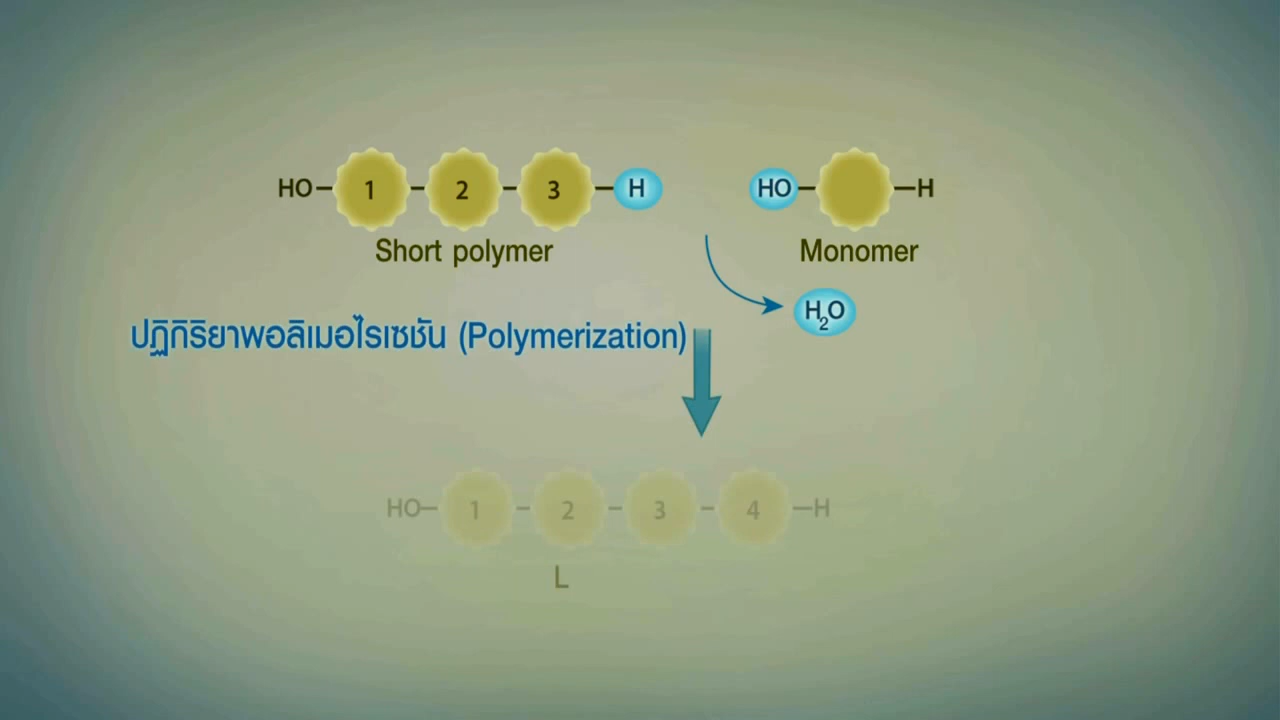 HO 1 2 3 H HO H
Short polymer Monomer
H₂O
ปฏิกิริยาพอลิเมอไรเซชัน (Polymerization)
HO 1 2 3 4 H
L